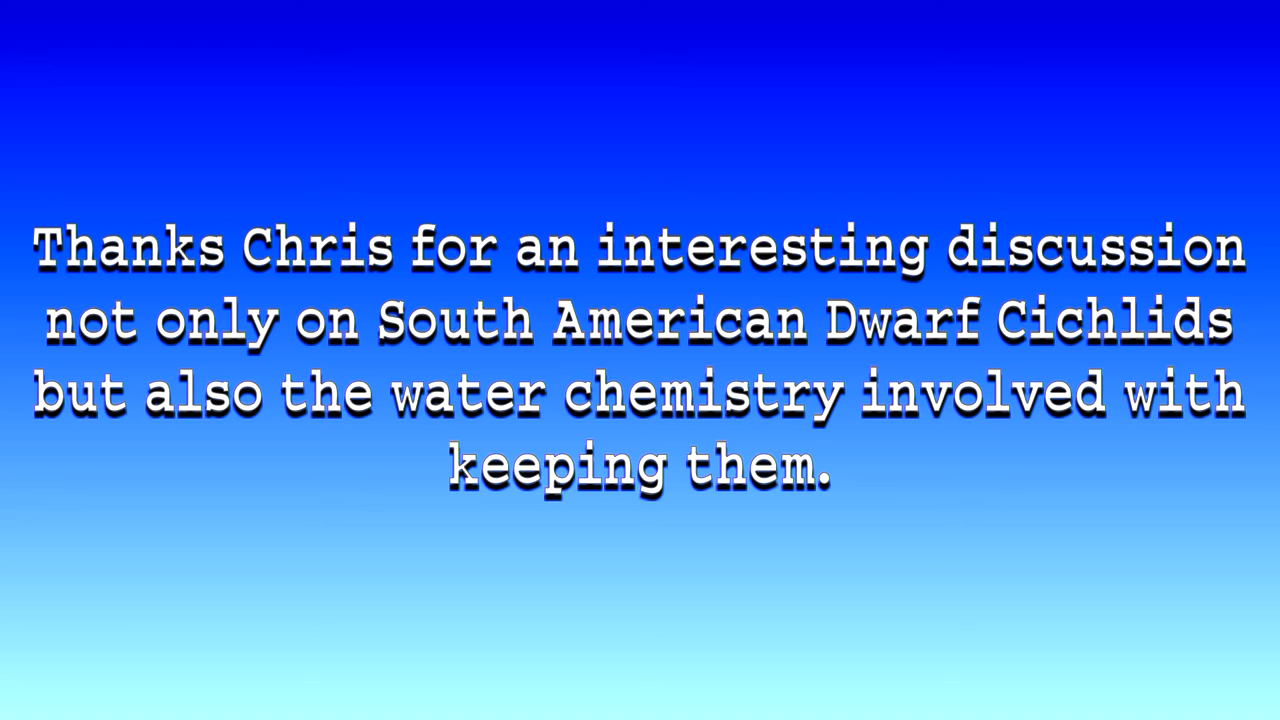 Thanks Chris for an interesting discussion
not only on South American Dwarf Cichlids
but also the water chemistry involved with
keeping them.